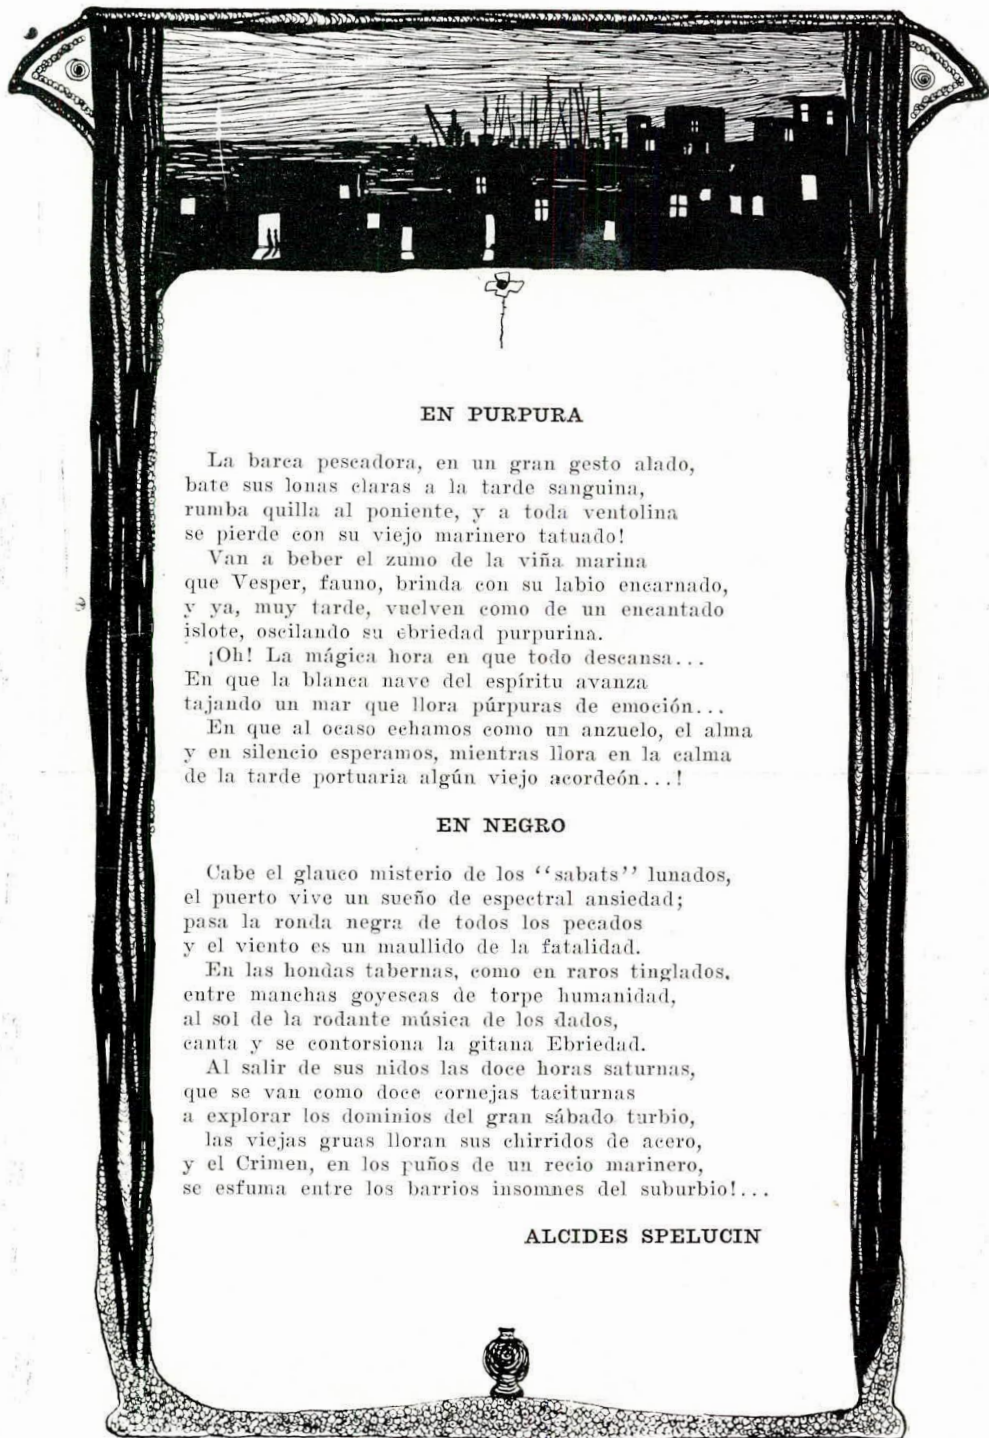 EN PURPURA
La barca pescadora, en un gran gesto alado,
bate sus lonas claras a la tarde sanguina,
rumba quilla al poniente, y a toda ventolina
se pierde con su viejo marinero tatuado!
Van a beber el zumo de la viña marina
que Vesper, fauno, brinda con su labio encarnado,
y ya, muy tarde, vuelven como de un encantado
islote, oscilando su ebriedad purpurina.
¡Oh! La mágica hora en que todo descansa...
En que la blanca nave del espíritu avanza
tajando un mar que llora púrpuras de emoción...
En que al ocaso echamos como un anzuelo, el alma
y en silencio esperamos, mientras llora en la calma
de la tarde portuaria algún viejo acordeón...!
EN NEGRO
Cabe el glauco misterio de los “sabats” lunados,
el puerto vive un sueño de espectral ansiedad;
pasa la ronda negra de todos los pecados
y el viento es un maullido de la fatalidad.
En las hondas tabernas, como en raros tinglados.
entre manchas goyescas de torpe humanidad,
al sol de la rodante música de los dados,
canta y se contorsiona la gitana Ebriedad.
Al salir de sus nidos las doce horas saturnas,
que se van como doce cornejas taciturnas
a explorar los dominios del gran sábado turbio,
las viejas gruas lloran sus chirridos de acero,
y el Crimen, en los puños de un recio marinero,
se esfuma entre los barrios insomnes del suburbio!...
ALCIDES SPELUCIN